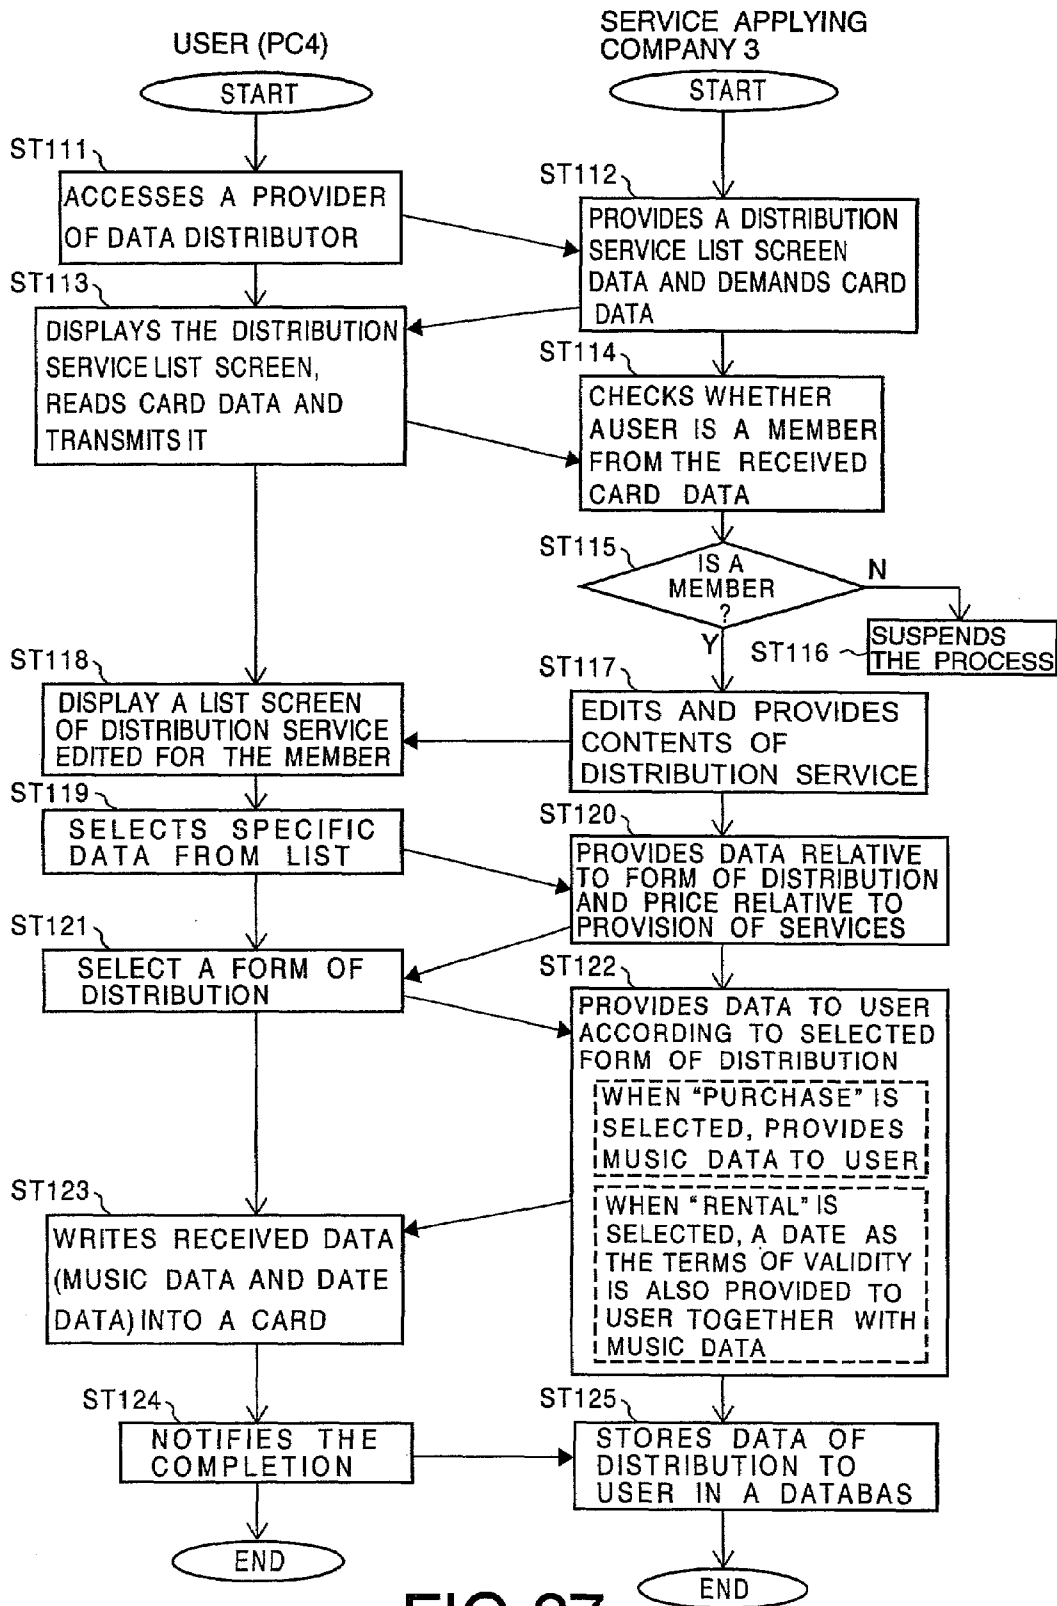 USER (PC4)
SERVICE APPLYING
COMPANY 3
START
START
ST111
ACCESSES A PROVIDER
OF DATA DISTRIBUTOR
ST112
PROVIDES A DISTRIBUTION
SERVICE LIST SCREEN
DATA AND DEMANDS CARD
DATA
ST113
DISPLAYS THE DISTRIBUTION
SERVICE LIST SCREEN,
READS CARD DATA AND
TRANSMITS IT
ST114
CHECKS WHETHER
AUSER IS A MEMBER
FROM THE RECEIVED
CARD DATA
ST115
IS A
MEMBER
?
N
Y
ST116
SUSPENDS
THE PROCESS
ST117
EDITS AND PROVIDES
CONTENTS OF
DISTRIBUTION SERVICE
ST118
DISPLAY A LIST SCREEN
OF DISTRIBUTION SERVICE
EDITED FOR THE MEMBER
ST119
SELECTS SPECIFIC
DATA FROM LIST
ST120
PROVIDES DATA RELATIVE
TO FORM OF DISTRIBUTION
AND PRICE RELATIVE TO
PROVISION OF SERVICES
ST121
SELECT A FORM OF
DISTRIBUTION
ST122
PROVIDES DATA TO USER
ACCORDING TO SELECTED
FORM OF DISTRIBUTION
WHEN "PURCHASE" IS
SELECTED, PROVIDES
MUSIC DATA TO USER
WHEN "RENTAL" IS
SELECTED, A DATE AS
THE TERMS OF VALIDITY
IS ALSO PROVIDED TO
USER TOGETHER WITH
MUSIC DATA
ST123
WRITES RECEIVED DATA
(MUSIC DATA AND DATE
DATA) INTO A CARD
ST124
NOTIFIES THE
COMPLETION
ST125
STORES DATA OF
DISTRIBUTION TO
USER IN A DATABAS
END
END
FIG.27